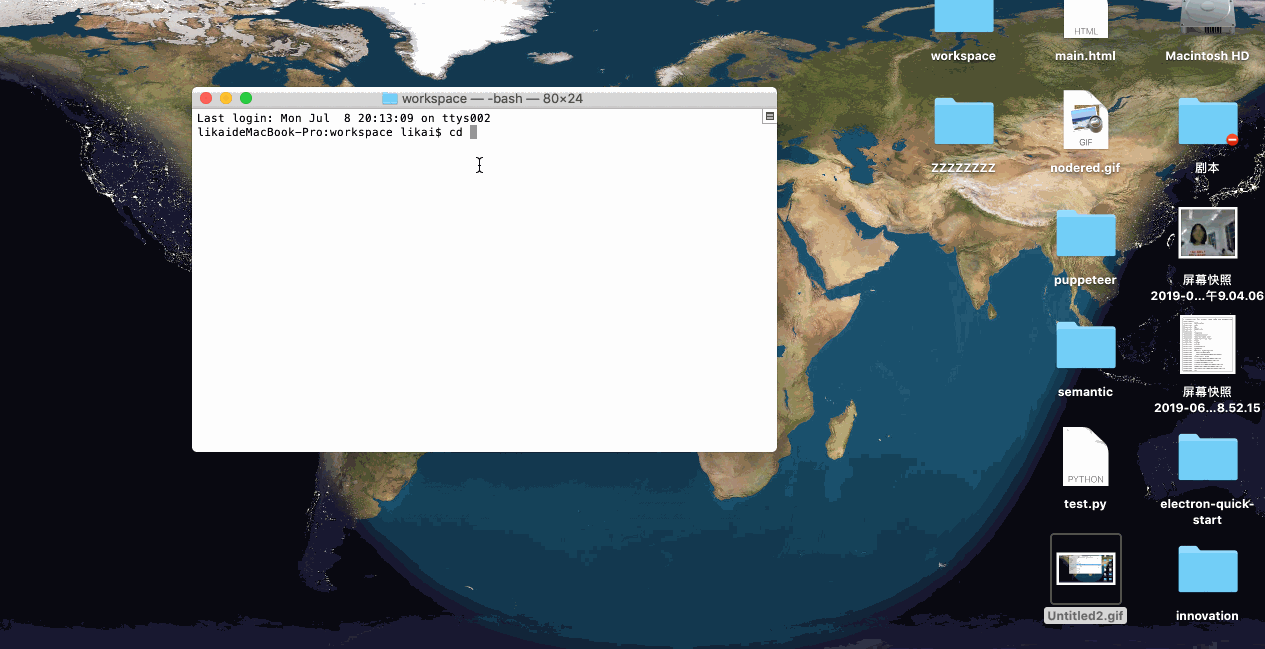 workspace — -bash — 80×24
Last login: Mon Jul  8 20:13:09 on ttys002
likaideMacBook-Pro:workspace likai$ cd
workspace
HTML
main.html
Macintosh HD
ZZZZZZZZ
GIF
nodered.gif
剧本
puppeteer
屏幕快照
2019-0...午9.04.06
semantic
屏幕快照
2019-06...8.52.15
PYTHON
test.py
electron-quick-
start
Untitled2.gif
innovation